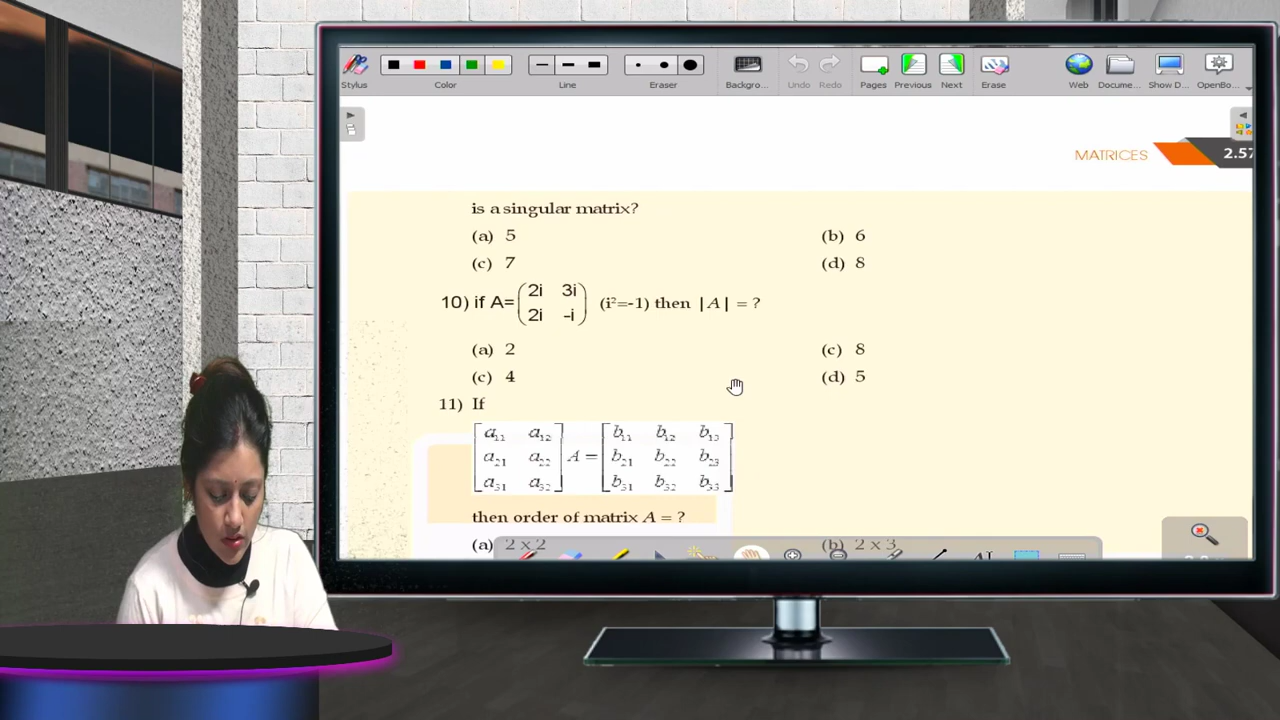 Stylus Color Line Eraser Backgro... Undo Redo Pages Previous Next Erase Web Docume... Show D... OpenBo...
MATRICES 2.57
is a singular matrix?
(a) 5 (b) 6
(c) 7 (d) 8
10) if A= (2i 3i (i²=-1) then |A| = ?
2i -i)
(a) 2 (c) 8
(c) 4 (d) 5
11) If
[a₁₁ a₁₂ [b₁₁ b₁₂ b₁₃
a₂₁ a₂₂ A = b₂₁ b₂₂ b₂₃
a₃₁ a₃₂] b₃₁ b₃₂ b₃₃]
then order of matrix A = ?
(a) 2 x 2 (b) 2 x 3